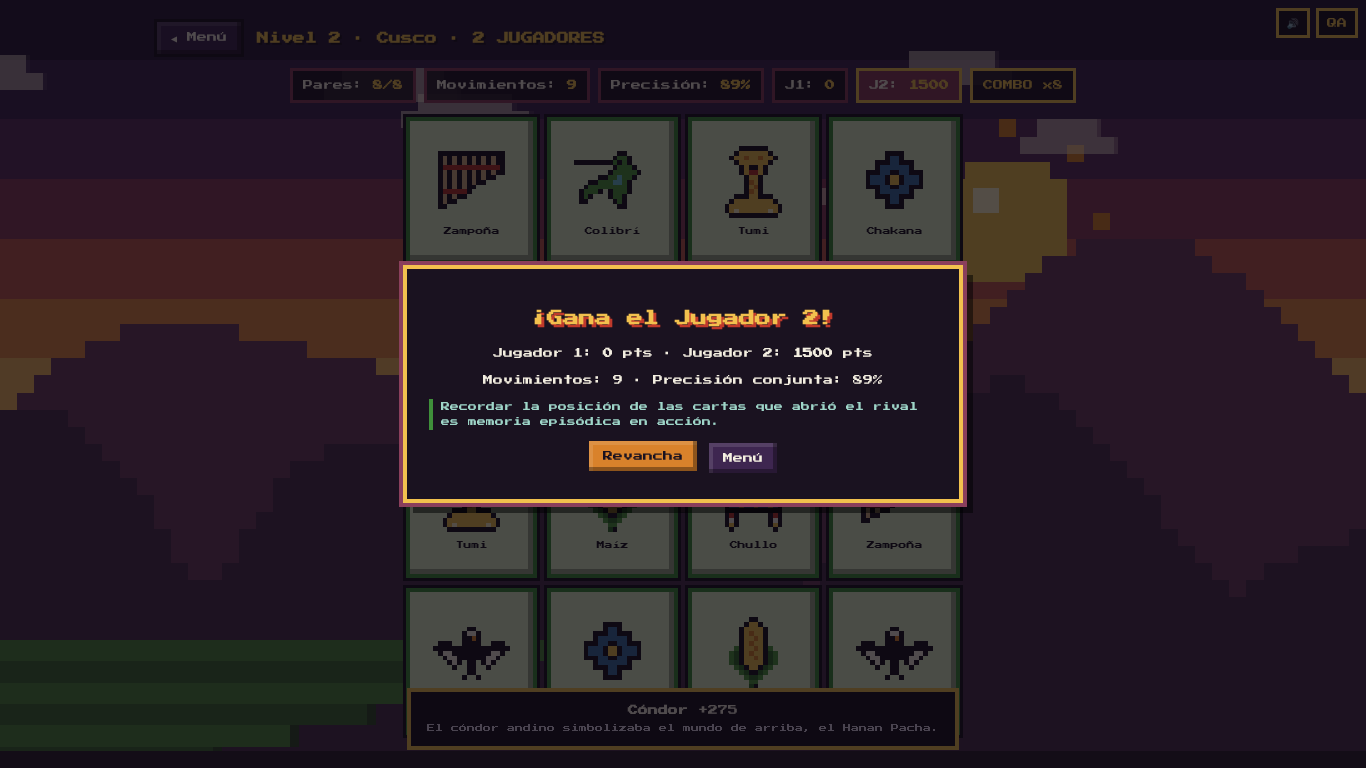 ◂ Menú
Nivel 2 · Cusco · 2 JUGADORES
QA
Pares: 8/8
Movimientos: 9
Precisión: 89%
J1: 0
J2: 1500
COMBO x8
Zampoña
Colibrí
Tumi
Chakana
¡Gana el Jugador 2!
Jugador 1: 0 pts · Jugador 2: 1500 pts
Movimientos: 9 · Precisión conjunta: 89%
Recordar la posición de las cartas que abrió el rival
es memoria episódica en acción.
Revancha
Menú
Tumi
Maíz
Chullo
Zampoña
Cóndor +275
El cóndor andino simbolizaba el mundo de arriba, el Hanan Pacha.